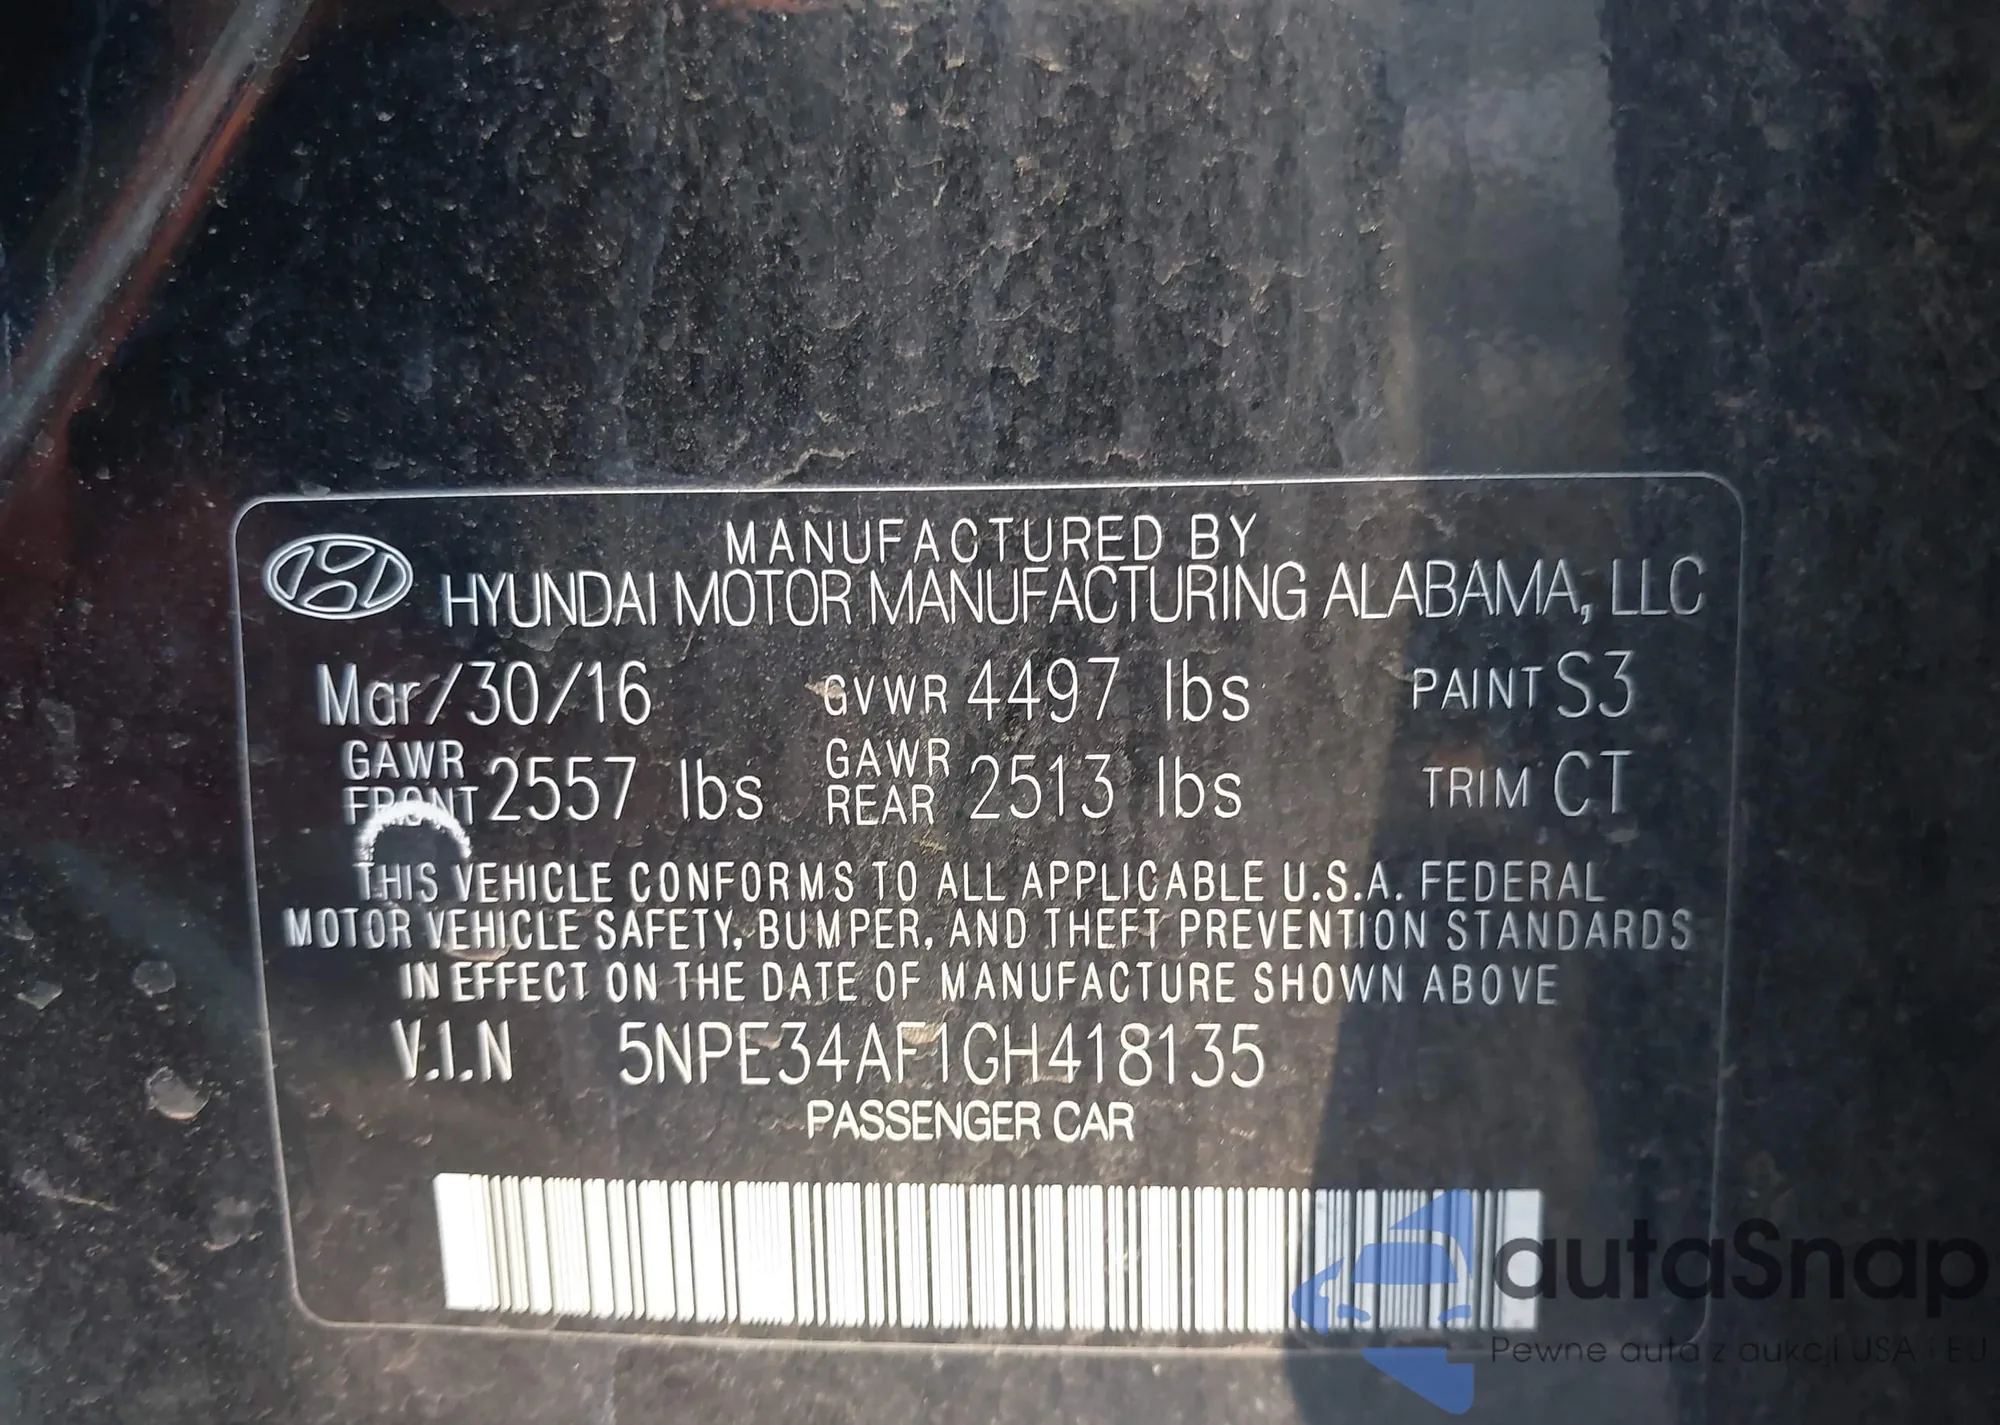 MANUFACTURED BY
HYUNDAI MOTOR MANUFACTURING ALABAMA, LLC
Mar/30/16 GVWR 4497 lbs PAINT S3
GAWR FRONT 2557 lbs GAWR REAR 2513 lbs TRIM CT
THIS VEHICLE CONFORMS TO ALL APPLICABLE U.S.A. FEDERAL
MOTOR VEHICLE SAFETY, BUMPER, AND THEFT PREVENTION STANDARDS
IN EFFECT ON THE DATE OF MANUFACTURE SHOWN ABOVE
V.I.N 5NPE34AF1GH418135
PASSENGER CAR
autaSnap
Pewne auta z aukcji USA i EU